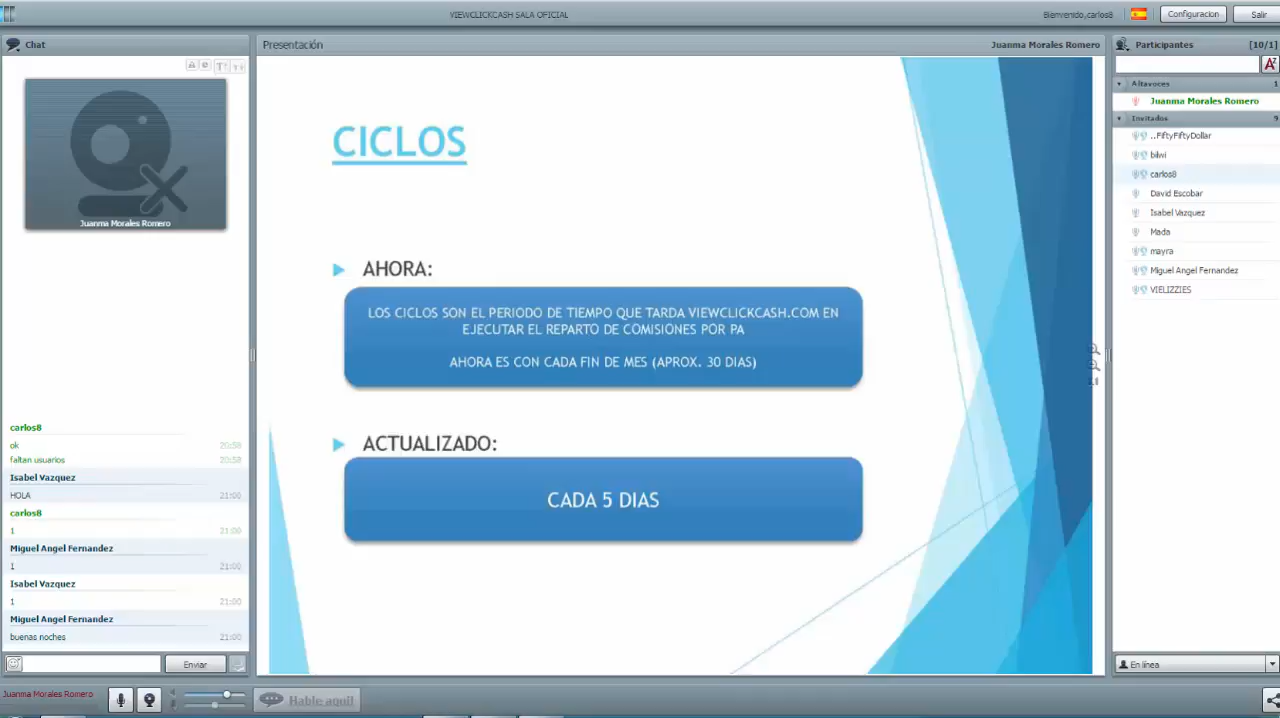 VIEWCLICKCASH SALA OFICIAL
Bienvenido,carlos8
Configuracion
Salir
Chat
Juanma Morales Romero
carlos8
ok 20:58
faltan usuarios 20:58
Isabel Vazquez
HOLA 21:00
carlos8
1 21:00
Miguel Angel Fernandez
1 21:00
Isabel Vazquez
1 21:00
Miguel Angel Fernandez
buenas noches 21:00
Enviar
Presentación
Juanma Morales Romero
CICLOS
AHORA:
LOS CICLOS SON EL PERIODO DE TIEMPO QUE TARDA VIEWCLICKCASH.COM EN
EJECUTAR EL REPARTO DE COMISIONES POR PA
AHORA ES CON CADA FIN DE MES (APROX. 30 DIAS)
ACTUALIZADO:
CADA 5 DIAS
Participantes
[10/1]
Altavoces 1
Juanma Morales Romero
Invitados 9
..FiftyFiftyDollar
bilwi
carlos8
David Escobar
Isabel Vazquez
Mada
mayra
Miguel Angel Fernandez
VIELIZZIES
En línea
Juanma Morales Romero
Hable aquí!